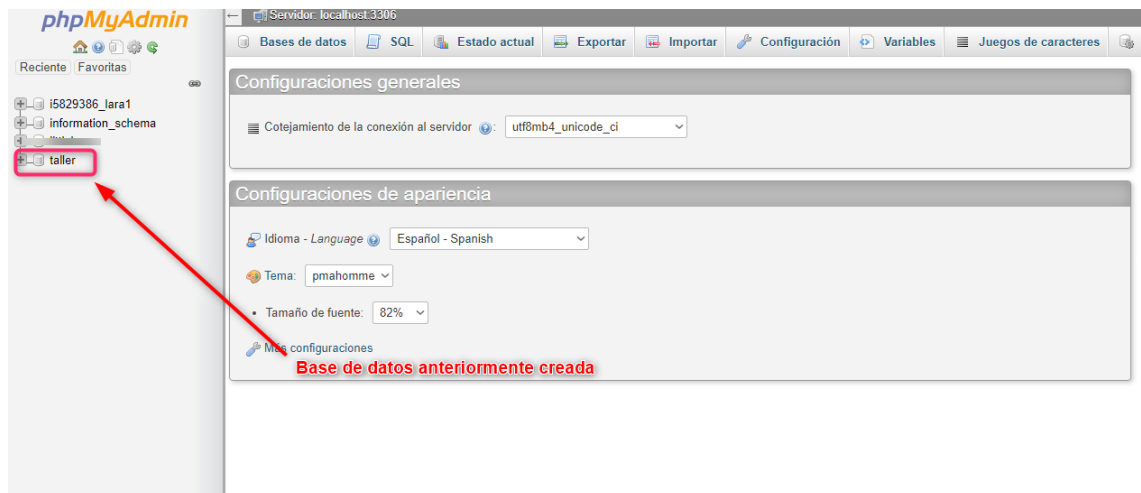 phpMyAdmin
Reciente Favoritas
i5829386_lara1
information_schema
taller
Servidor: localhost:3306
Bases de datos SQL Estado actual Exportar Importar Configuración Variables Juegos de caracteres
Configuraciones generales
Cotejamiento de la conexión al servidor : utf8mb4_unicode_ci
Configuraciones de apariencia
Idioma - Language Español - Spanish
Tema: pmahomme
• Tamaño de fuente: 82%
Más configuraciones
Base de datos anteriormente creada